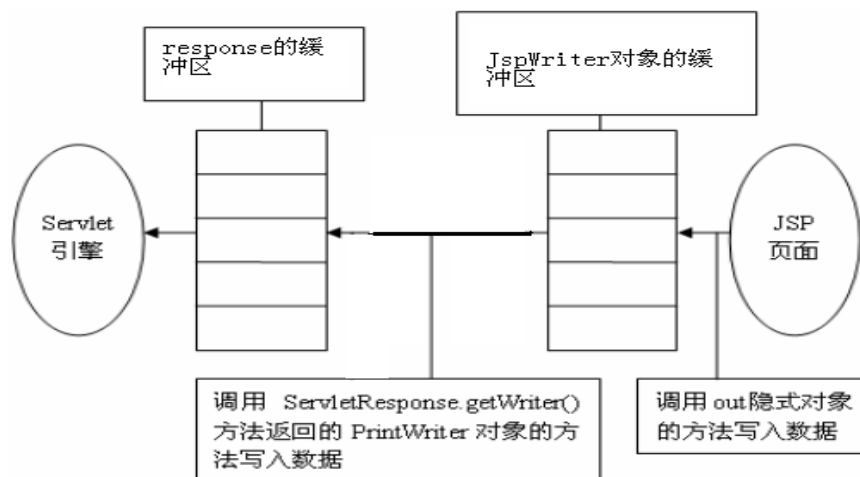 response的缓
冲区
JspWriter对象的缓
冲区
Servlet
引擎
JSP
页面
调用 ServletResponse.getWriter()
方法返回的 PrintWriter 对象的方
法写入数据
调用out隐式对象
的方法写入数据